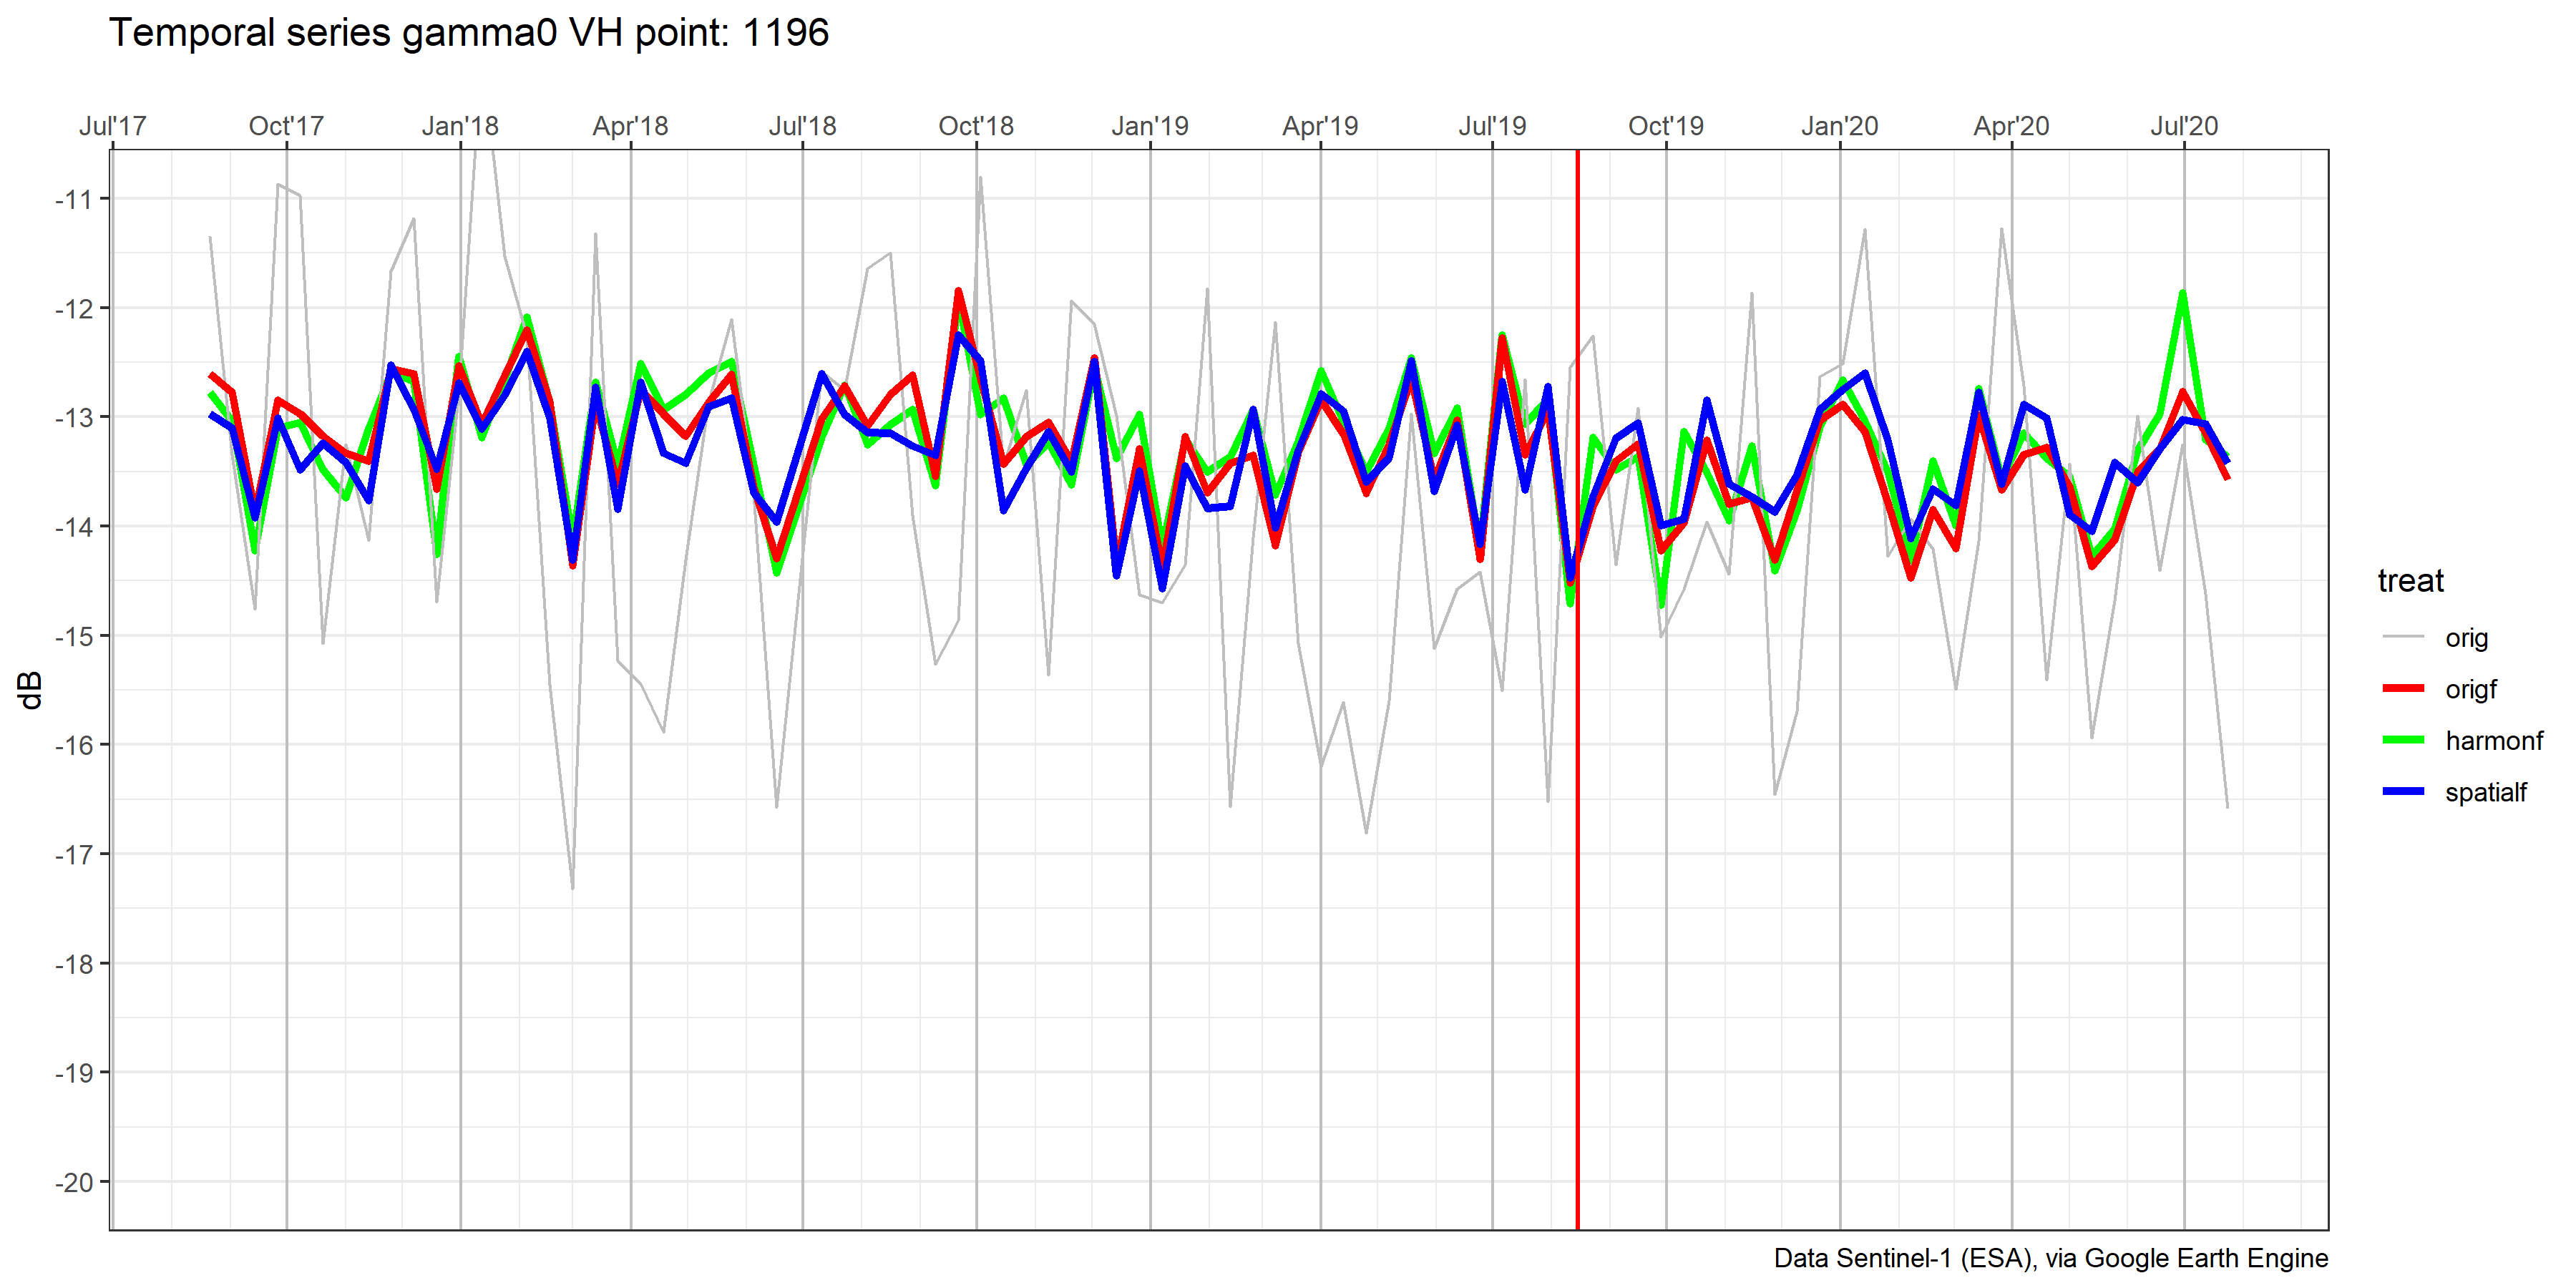 Temporal series gamma0 VH point: 1196
Jul'17 Oct'17 Jan'18 Apr'18 Jul'18 Oct'18 Jan'19 Apr'19 Jul'19 Oct'19 Jan'20 Apr'20 Jul'20
-11
-12
-13
-14
-15
-16
-17
-18
-19
-20
dB
treat
orig
origf
harmonf
spatialf
Data Sentinel-1 (ESA), via Google Earth Engine